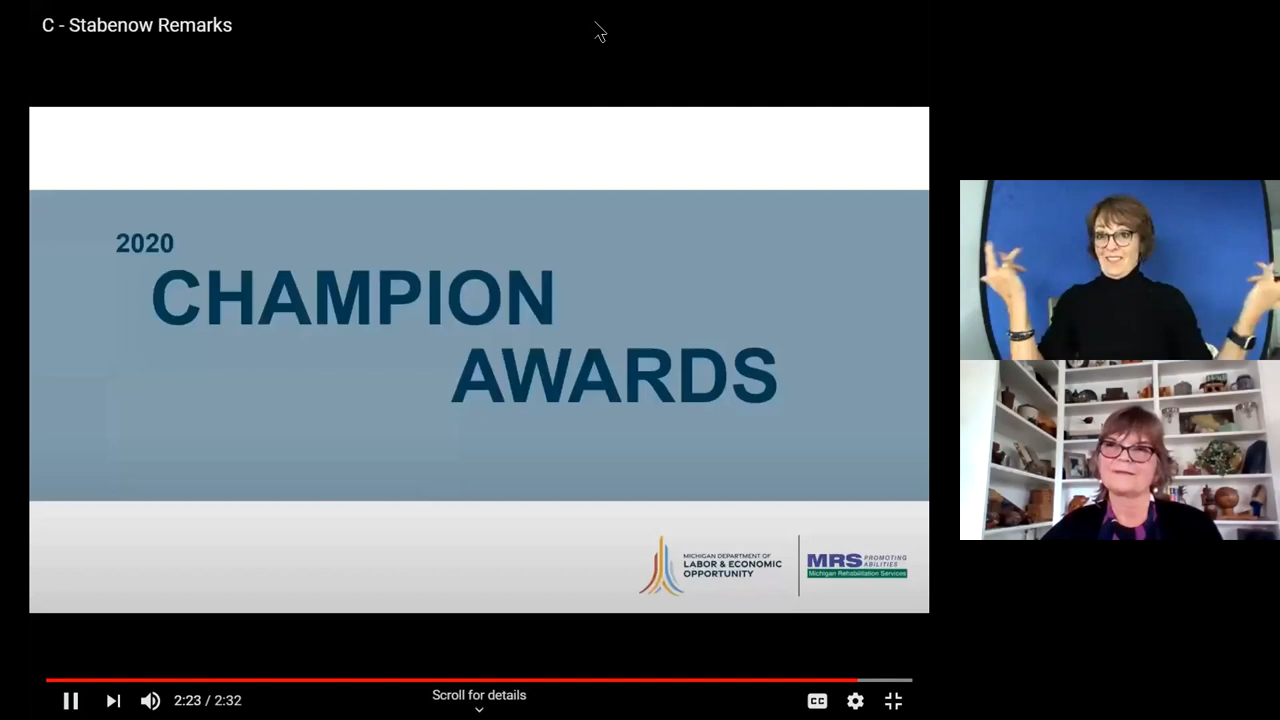 C - Stabenow Remarks
2020
CHAMPION
AWARDS
MICHIGAN DEPARTMENT OF
LABOR & ECONOMIC
OPPORTUNITY
MRS PROMOTING
ABILITIES
Michigan Rehabilitation Services
2:23 / 2:32
Scroll for details
CC